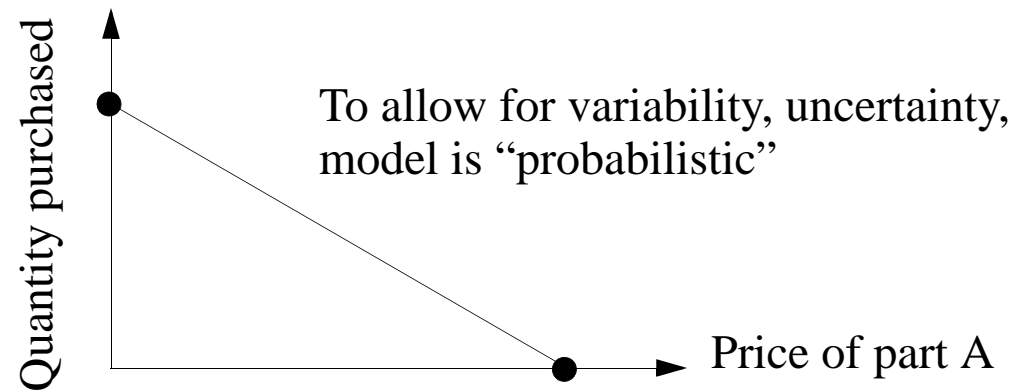 Quantity purchased
To allow for variability, uncertainty,
model is “probabilistic”
Price of part A